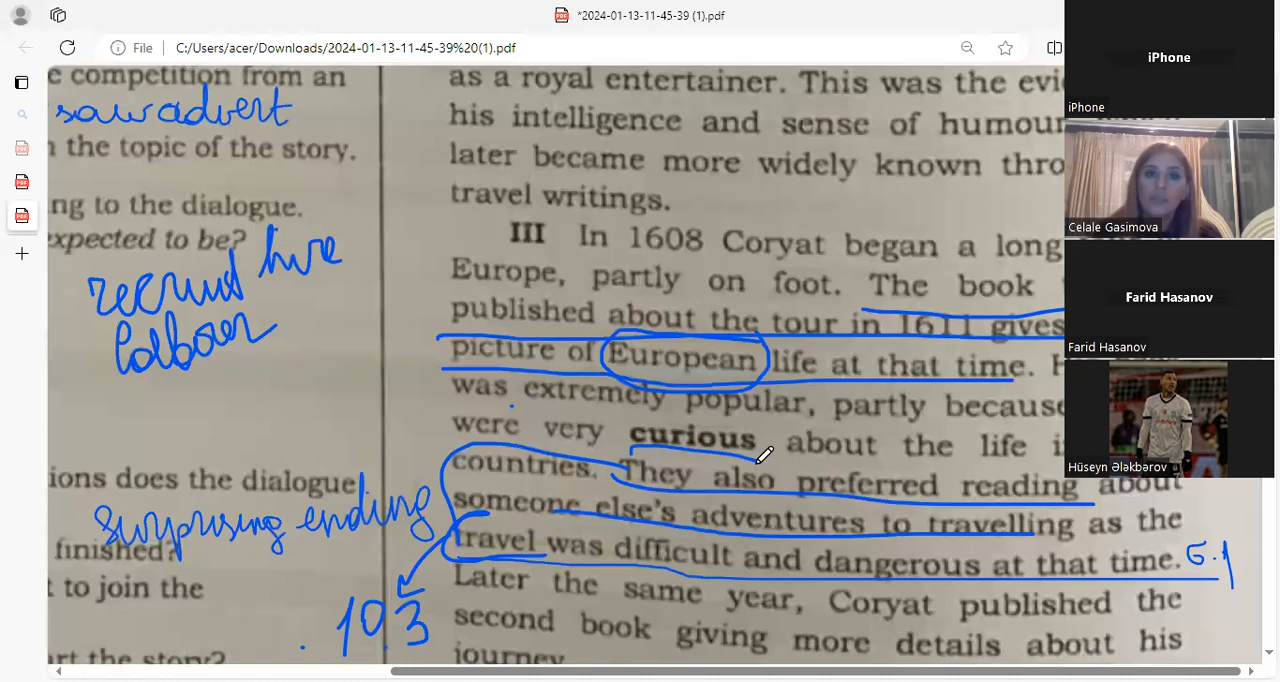 *2024-01-13-11-45-39 (1).pdf
File C:/Users/acer/Downloads/2024-01-13-11-45-39%20(1).pdf
e competition from an
saw advert
the topic of the story.
ng to the dialogue.
expected to be?
hire
recruit
labour
ions does the dialogue
surprising ending
finished?
t to join the
10.3
art the story?
as a royal entertainer. This was the evi
his intelligence and sense of humour
later became more widely known thro
travel writings.
III In 1608 Coryat began a long
Europe, partly on foot. The book
published about the tour in 1611 gives
picture of European life at that time. H
was extremely popular, partly because
were very curious about the life i
countries. They also preferred reading about
someone else's adventures to travelling as the
travel was difficult and dangerous at that time. G.1
Later the same year, Coryat published the
second book giving more details about his
journey
iPhone
iPhone
Celale Gasimova
Farid Hasanov
Farid Hasanov
Hüseyn Ələkbərov